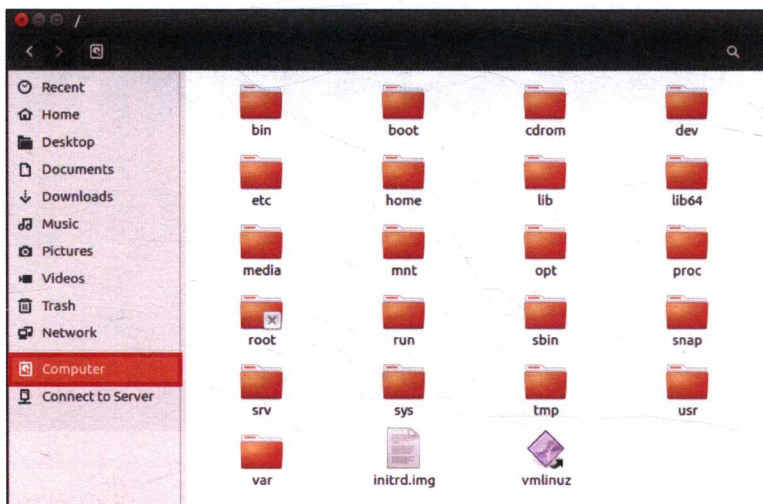 /
Recent
Home
Desktop
Documents
Downloads
Music
Pictures
Videos
Trash
Network
Computer
Connect to Server
bin boot cdrom dev
etc home lib lib64
media mnt opt proc
root run sbin snap
srv sys tmp usr
var initrd.img vmlinuz